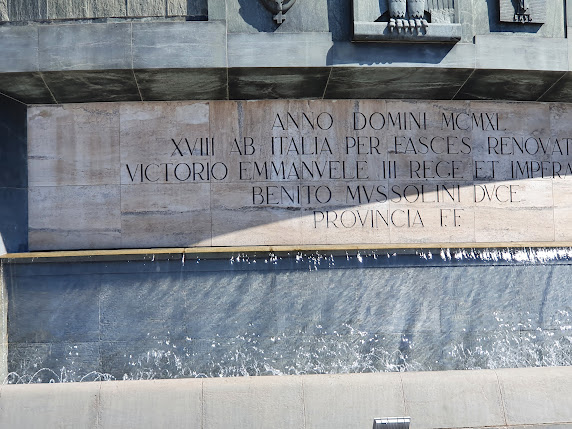 ANNO DOMINI MCMXL
XVIII AB ITALIA PER FASCES RENOVAT
VICTORIO EMMANVELE III REGE ET IMPERA
BENITO MVSSOLINI DVCE
PROVINCIA F.F.